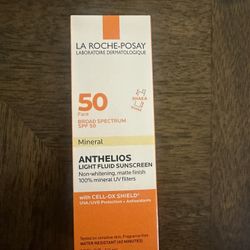 LA ROCHE-POSAY
LABORATOIRE DERMATOLOGIQUE
50
Face
BROAD SPECTRUM
SPF 50
Mineral
ANTHELIOS
LIGHT FLUID SUNSCREEN
Non-whitening, matte finish
100% mineral UV filters
with CELL-OX SHIELD®
UVA/UVB Protection + Antioxidants
Tested on sensitive skin. Fragrance-free
WATER RESISTANT (40 MINUTES)